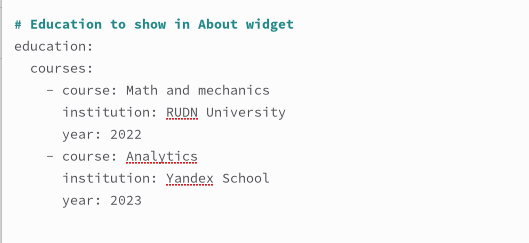 # Education to show in About widget
education:
  courses:
    - course: Math and mechanics
      institution: RUDN University
      year: 2022
    - course: Analytics
      institution: Yandex School
      year: 2023